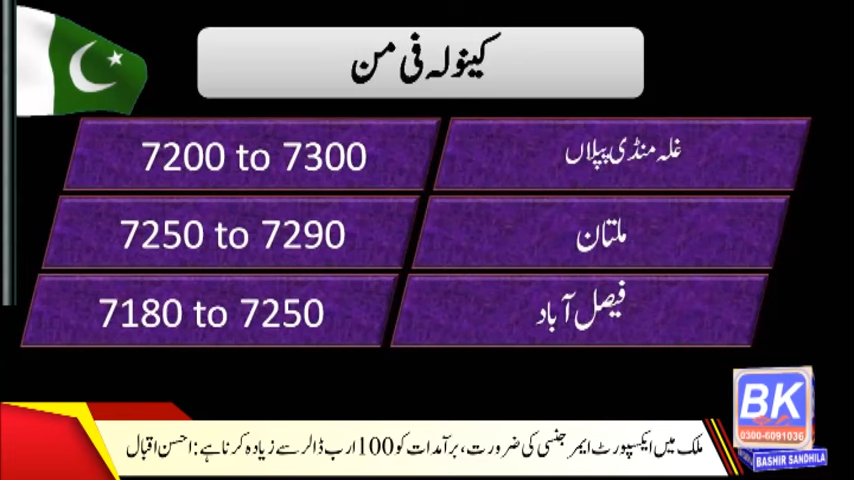 کینولہ فی من
غلہ منڈی پپلاں 7200 to 7300
ملتان 7250 to 7290
فیصل آباد 7180 to 7250
BK
0300-6091036
BASHIR SANDHILA
ملک میں ایکسپورٹ ایمرجنسی کی ضرورت، برآمدات کو 100 ارب ڈالر سے زیادہ کرنا ہے: احسن اقبال